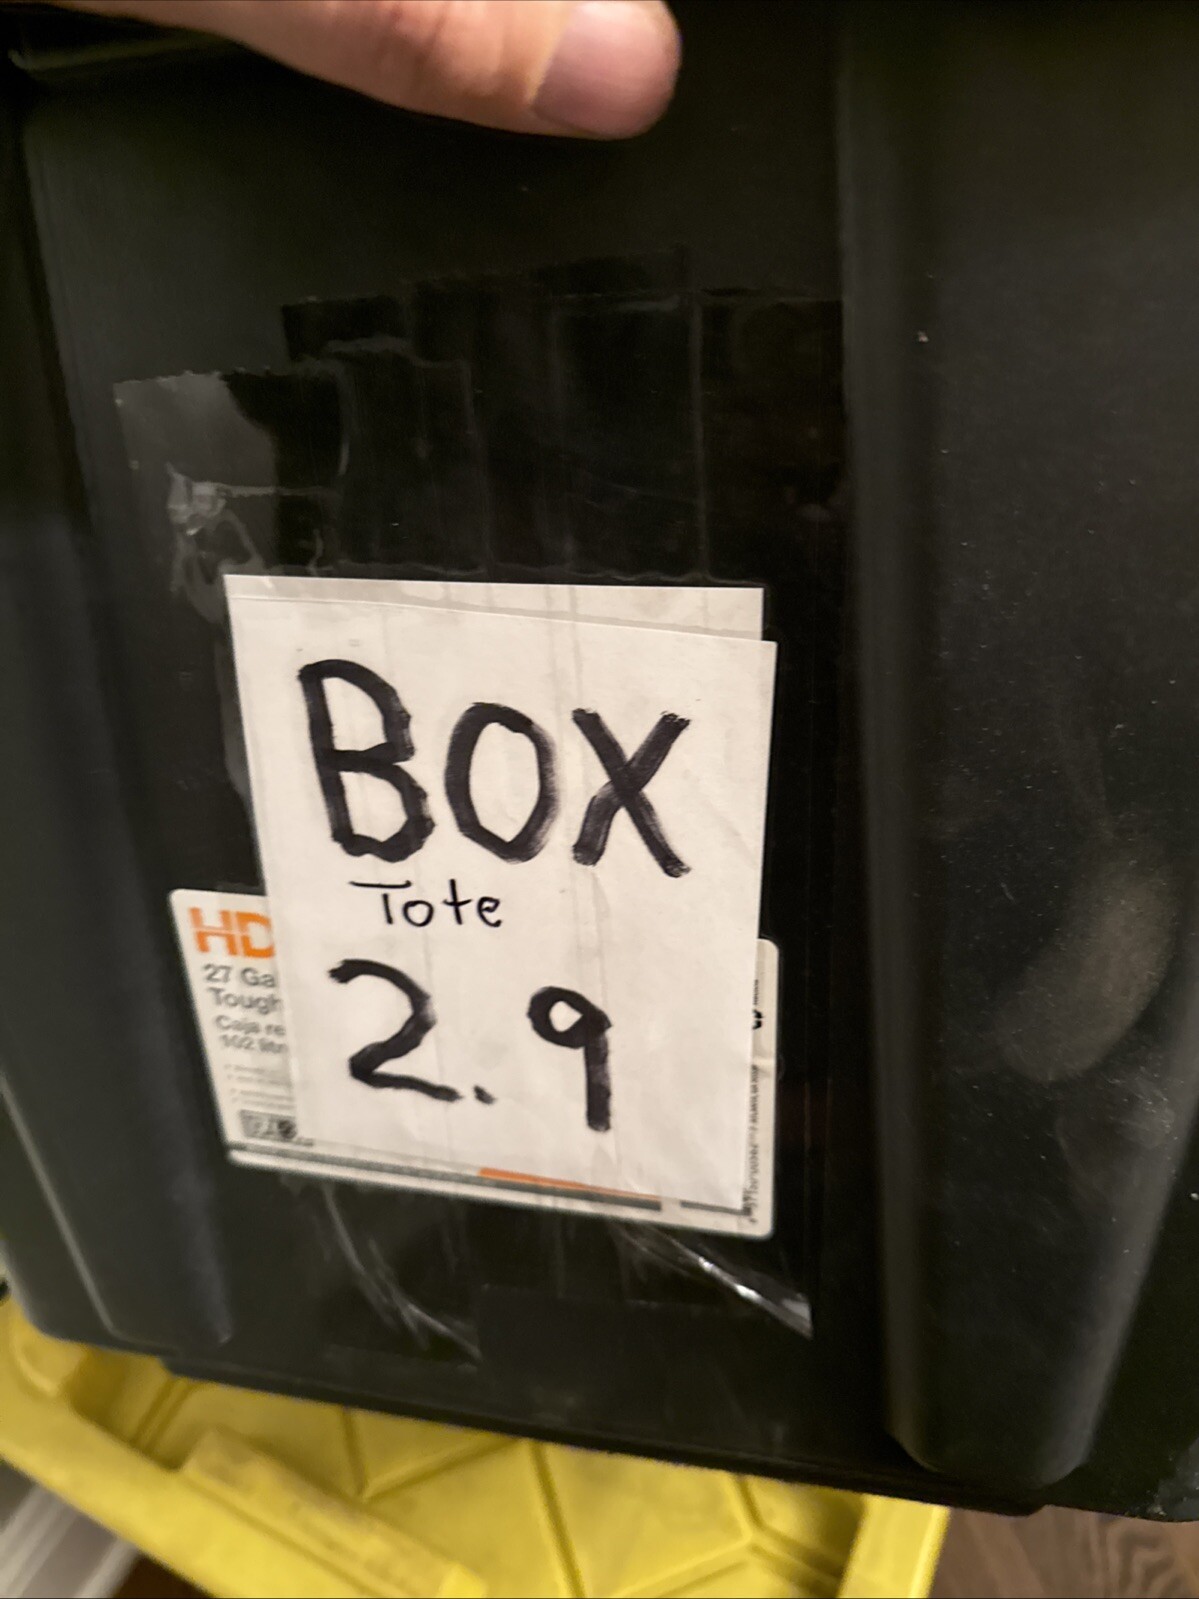 BOX
Tote
2.9
HD
27 Ga
Tough
Caja re
102 litr